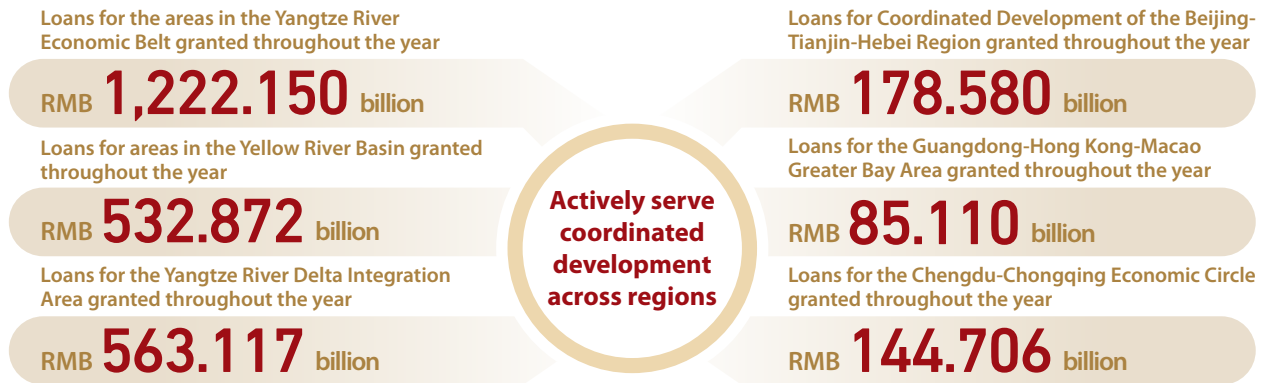 Loans for the areas in the Yangtze River
Economic Belt granted throughout the year
RMB 1,222.150 billion
Loans for areas in the Yellow River Basin granted
throughout the year
RMB 532.872 billion
Loans for the Yangtze River Delta Integration
Area granted throughout the year
RMB 563.117 billion
Actively serve
coordinated
development
across regions
Loans for Coordinated Development of the Beijing-
Tianjin-Hebei Region granted throughout the year
RMB 178.580 billion
Loans for the Guangdong-Hong Kong-Macao
Greater Bay Area granted throughout the year
RMB 85.110 billion
Loans for the Chengdu-Chongqing Economic Circle
granted throughout the year
RMB 144.706 billion